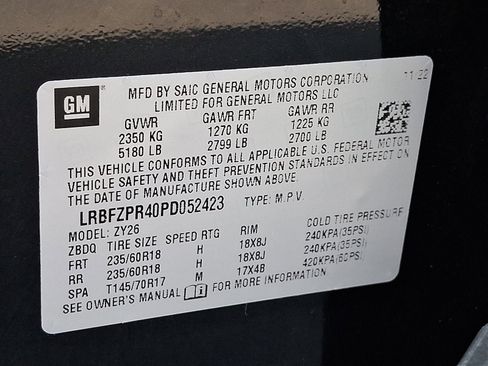 GM
MFD BY SAIC GENERAL MOTORS CORPORATION 11/22
LIMITED FOR GENERAL MOTORS LLC
GVWR GAWR FRT GAWR RR
2350 KG 1270 KG 1225 KG
5180 LB 2799 LB 2700 LB
THIS VEHICLE CONFORMS TO ALL APPLICABLE U.S. FEDERAL MOTOR
VEHICLE SAFETY AND THEFT PREVENTION STANDARDS IN EFFECT ON
THE DATE OF MANUFACTURE SHOWN ABOVE.
LRBFZPR40PD052423 TYPE: M.P.V
MODEL: ZY26
ZBDQ TIRE SIZE SPEED RTG RIM COLD TIRE PRESSURE
FRT 235/60R18 H 18X8J 240KPA(35PSI)
RR 235/60R18 H 18X8J 240KPA(35PSI)
SPA T145/70R17 M 17X4B 420KPA(60PSI)
SEE OWNER'S MANUAL FOR MORE INFORMATION